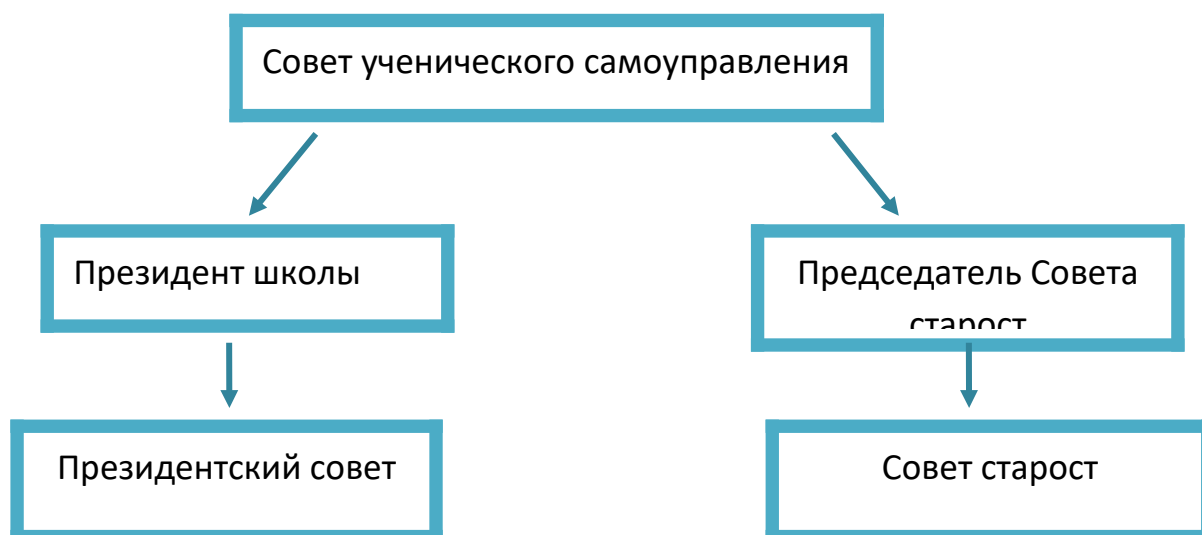 Совет ученического самоуправления
Президент школы
Председатель Совета
старост
Президентский совет
Совет старост